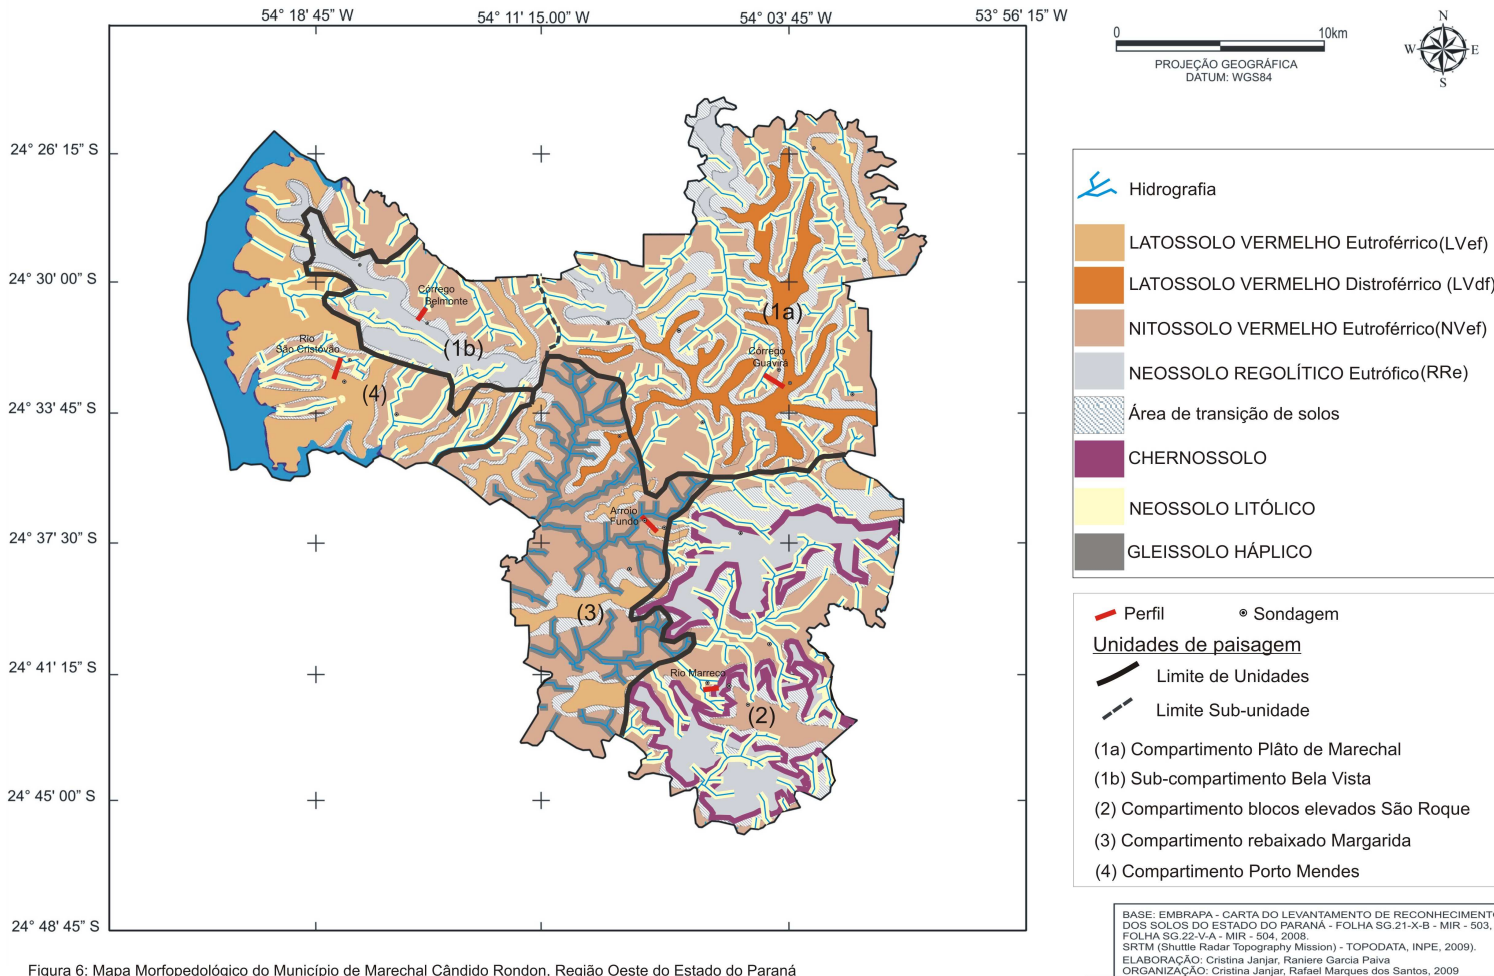 54° 18' 45" W
54° 11' 15.00" W
54° 03' 45" W
53° 56' 15" W
24° 26' 15" S
24° 30' 00" S
24° 33' 45" S
24° 37' 30" S
24° 41' 15" S
24° 45' 00" S
24° 48' 45" S
Córrego
Belmonte
(1b)
Rio
São Cristóvão
(4)
(1a)
Córrego
Guavirá
Arroio
Fundo
(3)
Rio Marreco
(2)
0
10km
PROJEÇÃO GEOGRÁFICA
DATUM: WGS84
N
W
E
S
Hidrografia
LATOSSOLO VERMELHO Eutroférrico(LVef)
LATOSSOLO VERMELHO Distroférrico (LVdf)
NITOSSOLO VERMELHO Eutroférrico(NVef)
NEOSSOLO REGOLÍTICO Eutrófico(RRe)
Área de transição de solos
CHERNOSSOLO
NEOSSOLO LITÓLICO
GLEISSOLO HÁPLICO
Perfil
Sondagem
Unidades de paisagem
Limite de Unidades
Limite Sub-unidade
(1a) Compartimento Plâto de Marechal
(1b) Sub-compartimento Bela Vista
(2) Compartimento blocos elevados São Roque
(3) Compartimento rebaixado Margarida
(4) Compartimento Porto Mendes
BASE: EMBRAPA - CARTA DO LEVANTAMENTO DE RECONHECIMENT
DOS SOLOS DO ESTADO DO PARANÁ - FOLHA SG.21-X-B - MIR - 503,
FOLHA SG.22-V-A - MIR - 504, 2008.
SRTM (Shuttle Radar Topography Mission) - TOPODATA, INPE, 2009).
ELABORAÇÃO: Cristina Janjar, Raniere Garcia Paiva
ORGANIZAÇÃO: Cristina Janjar, Rafael Marques dos Santos, 2009
Figura 6: Mapa Morfopedológico do Município de Marechal Cândido Rondon, Região Oeste do Estado do Paraná